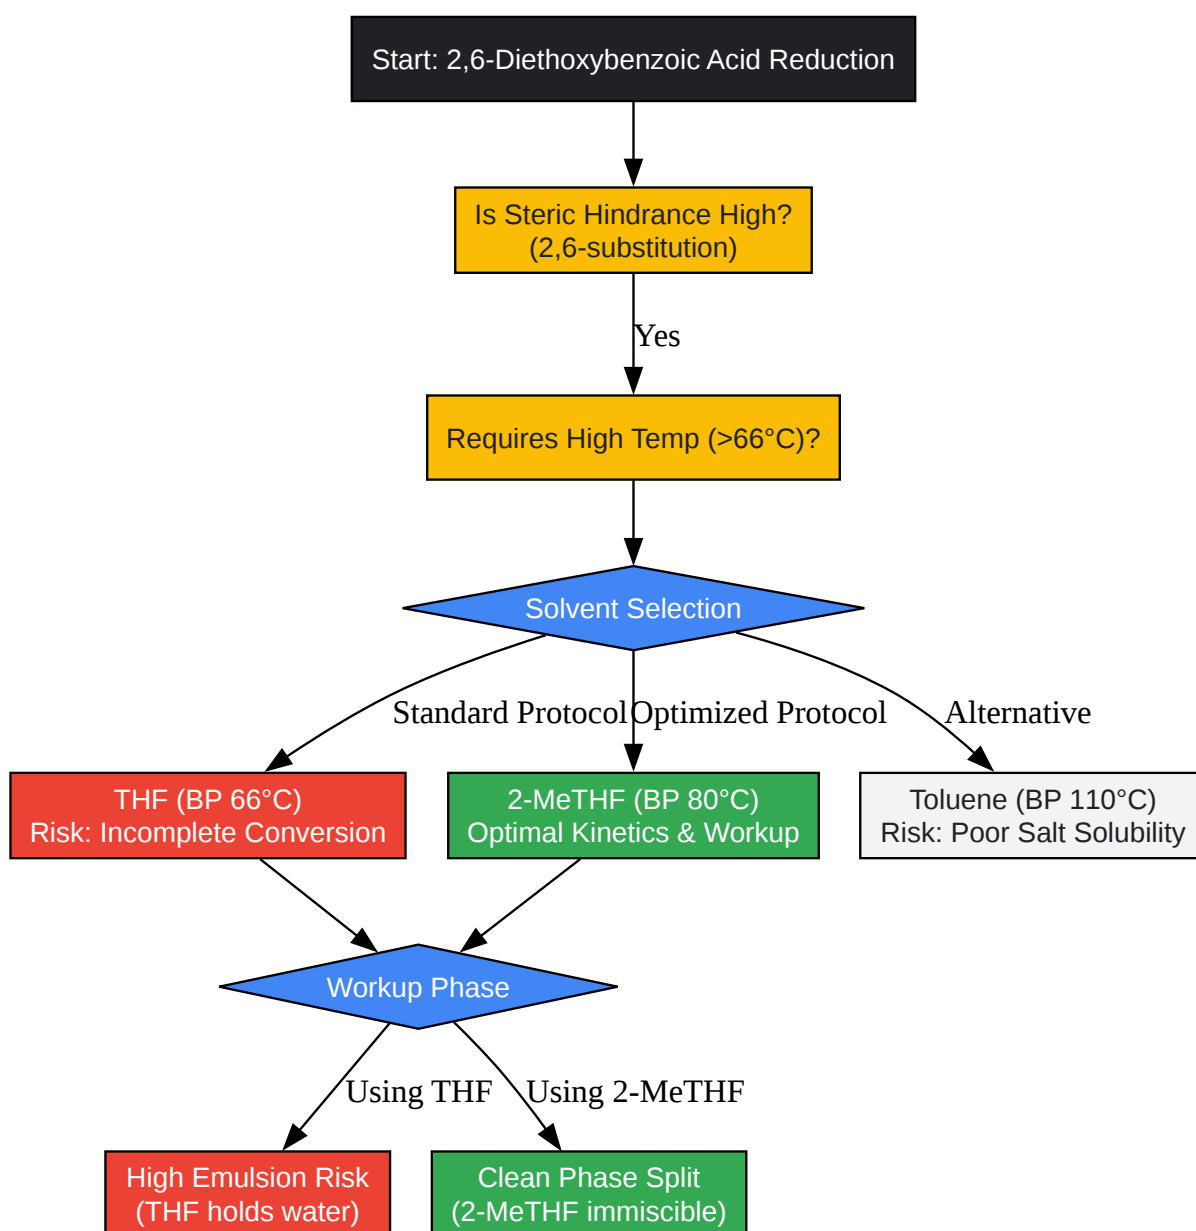 Start: 2,6-Diethoxybenzoic Acid Reduction
Is Steric Hindrance High?
(2,6-substitution)
Yes
Requires High Temp (>66°C)?
Solvent Selection
Standard Protocol
Optimized Protocol
Alternative
THF (BP 66°C)
Risk: Incomplete Conversion
2-MeTHF (BP 80°C)
Optimal Kinetics & Workup
Toluene (BP 110°C)
Risk: Poor Salt Solubility
Workup Phase
Using THF
Using 2-MeTHF
High Emulsion Risk
(THF holds water)
Clean Phase Split
(2-MeTHF immiscible)